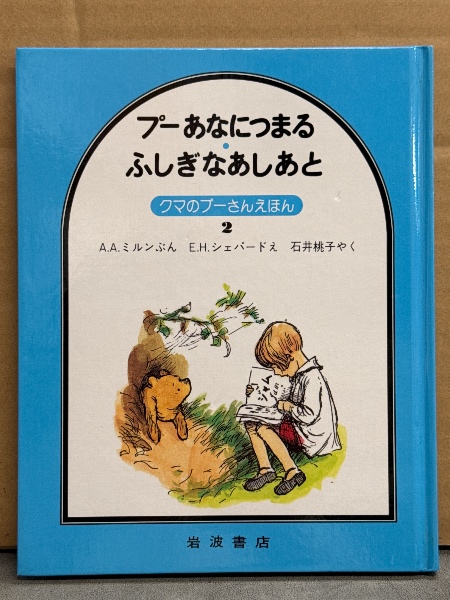 プーあなにつまる
・
ふしぎなあしあと
クマのプーさんえほん
2
A.A.ミルンぶん E.H.シェパードえ 石井桃子やく
岩波書店